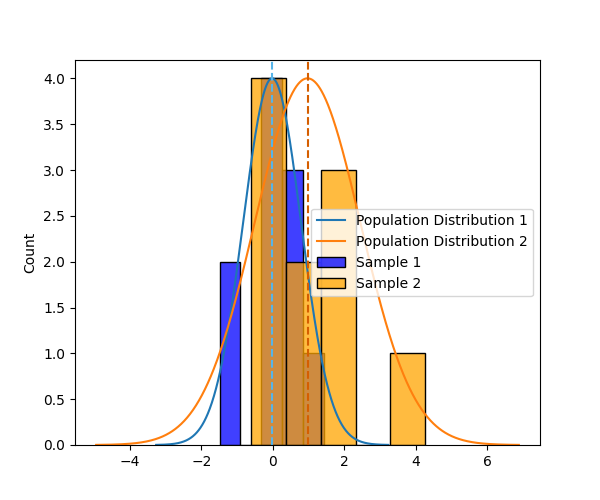 4.0
3.5
3.0
2.5
2.0
1.5
1.0
0.5
0.0
Count
Population Distribution 1
Population Distribution 2
Sample 1
Sample 2
−4 −2 0 2 4 6